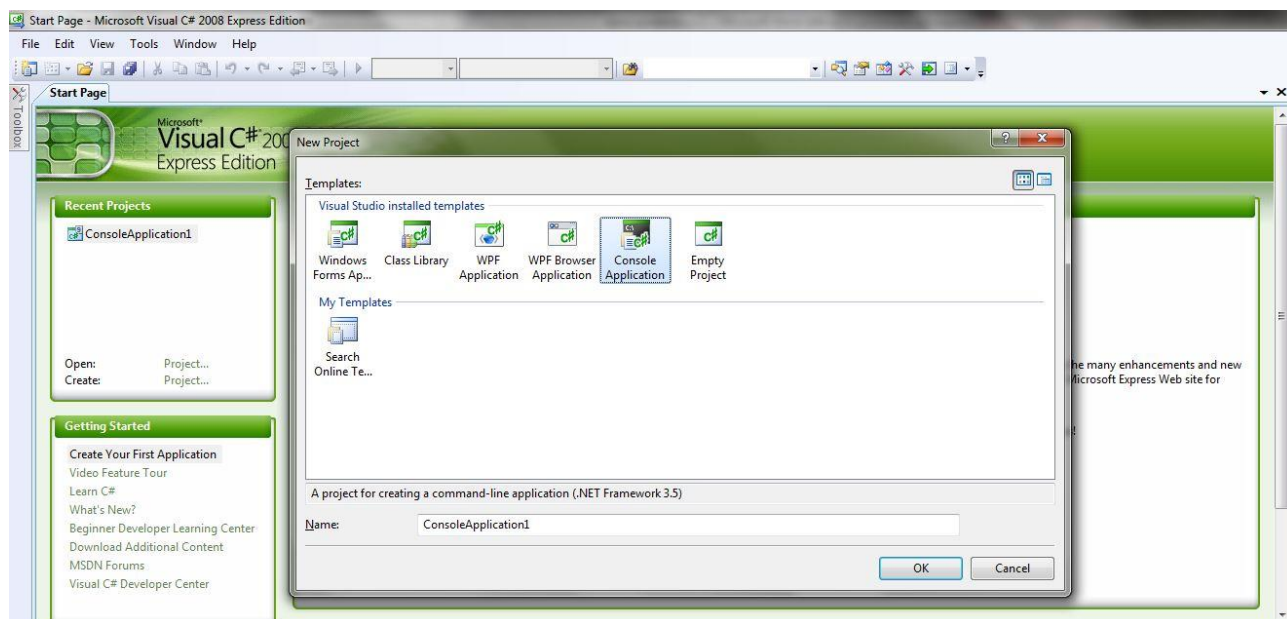 Start Page - Microsoft Visual C# 2008 Express Edition
File Edit View Tools Window Help
Toolbox
Start Page
Microsoft®
Visual C#® 200
Express Edition
Recent Projects
ConsoleApplication1
Open: Project...
Create: Project...
Getting Started
Create Your First Application
Video Feature Tour
Learn C#
What's New?
Beginner Developer Learning Center
Download Additional Content
MSDN Forums
Visual C# Developer Center
New Project
Templates:
Visual Studio installed templates
Windows Forms Ap...
Class Library
WPF Application
WPF Browser Application
Console Application
Empty Project
My Templates
Search Online Te...
A project for creating a command-line application (.NET Framework 3.5)
Name: ConsoleApplication1
OK Cancel
he many enhancements and new
Microsoft Express Web site for
!